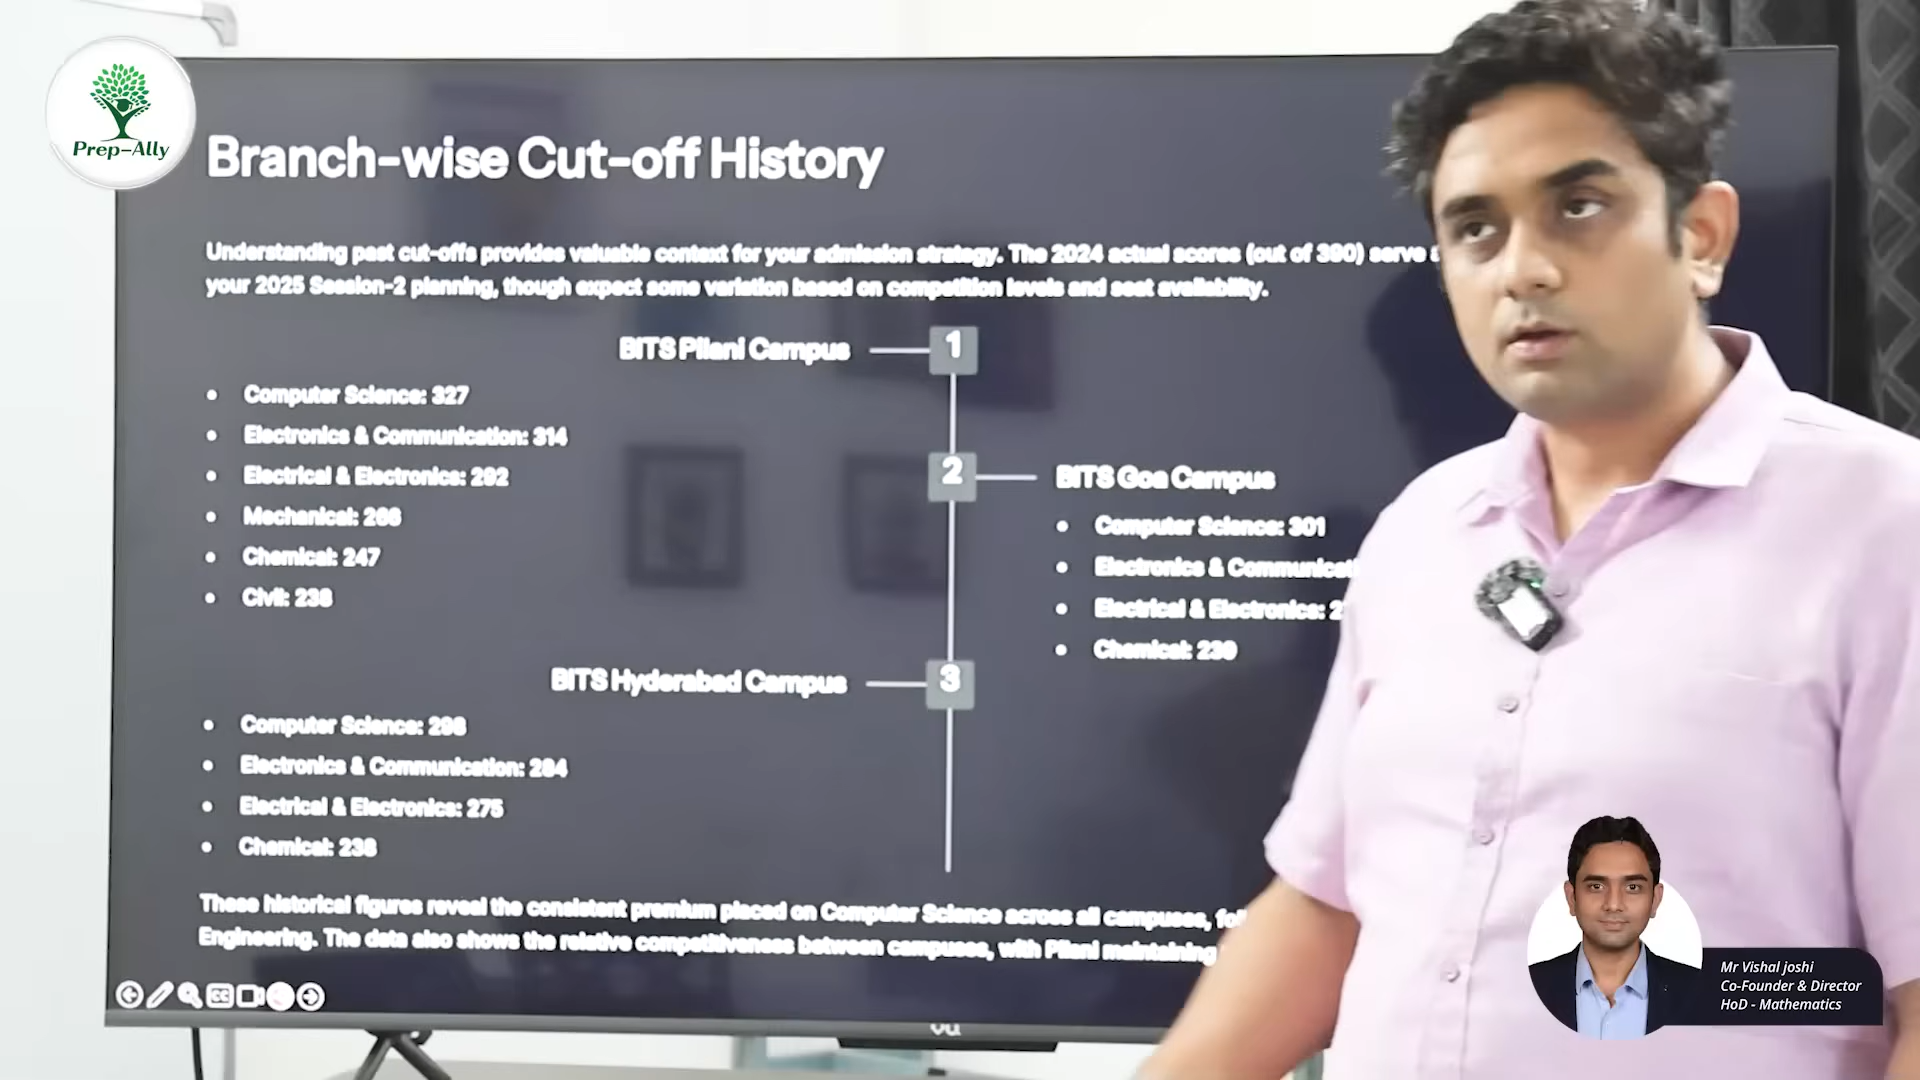 Prep-Ally
Branch-wise Cut-off History
Understanding past cut-offs provides valuable context for your admission strategy. The 2024 actual scores (out of 390) serve
your 2025 Session-2 planning, though expect some variation based on competition levels and seat availability.
BITS Pilani Campus
1
Computer Science: 327
Electronics & Communication: 314
Electrical & Electronics: 292
Mechanical: 266
Chemical: 247
Civil:
2
BITS Goa Campus
Computer Science: 301
Electronics &
Electrical & Electronics:
Chemical: 239
BITS Hyderabad Campus
3
Computer Science: 298
Electronics & Communication: 284
Electrical & Electronics: 275
Chemical:
These historical figures reveal the consistent premium placed on Computer Science across all campuses,
Engineering. The data also shows the relative competitiveness between campuses, with Pilani maintaining
CC
Mr Vishal joshi
Co-Founder & Director
HoD - Mathematics